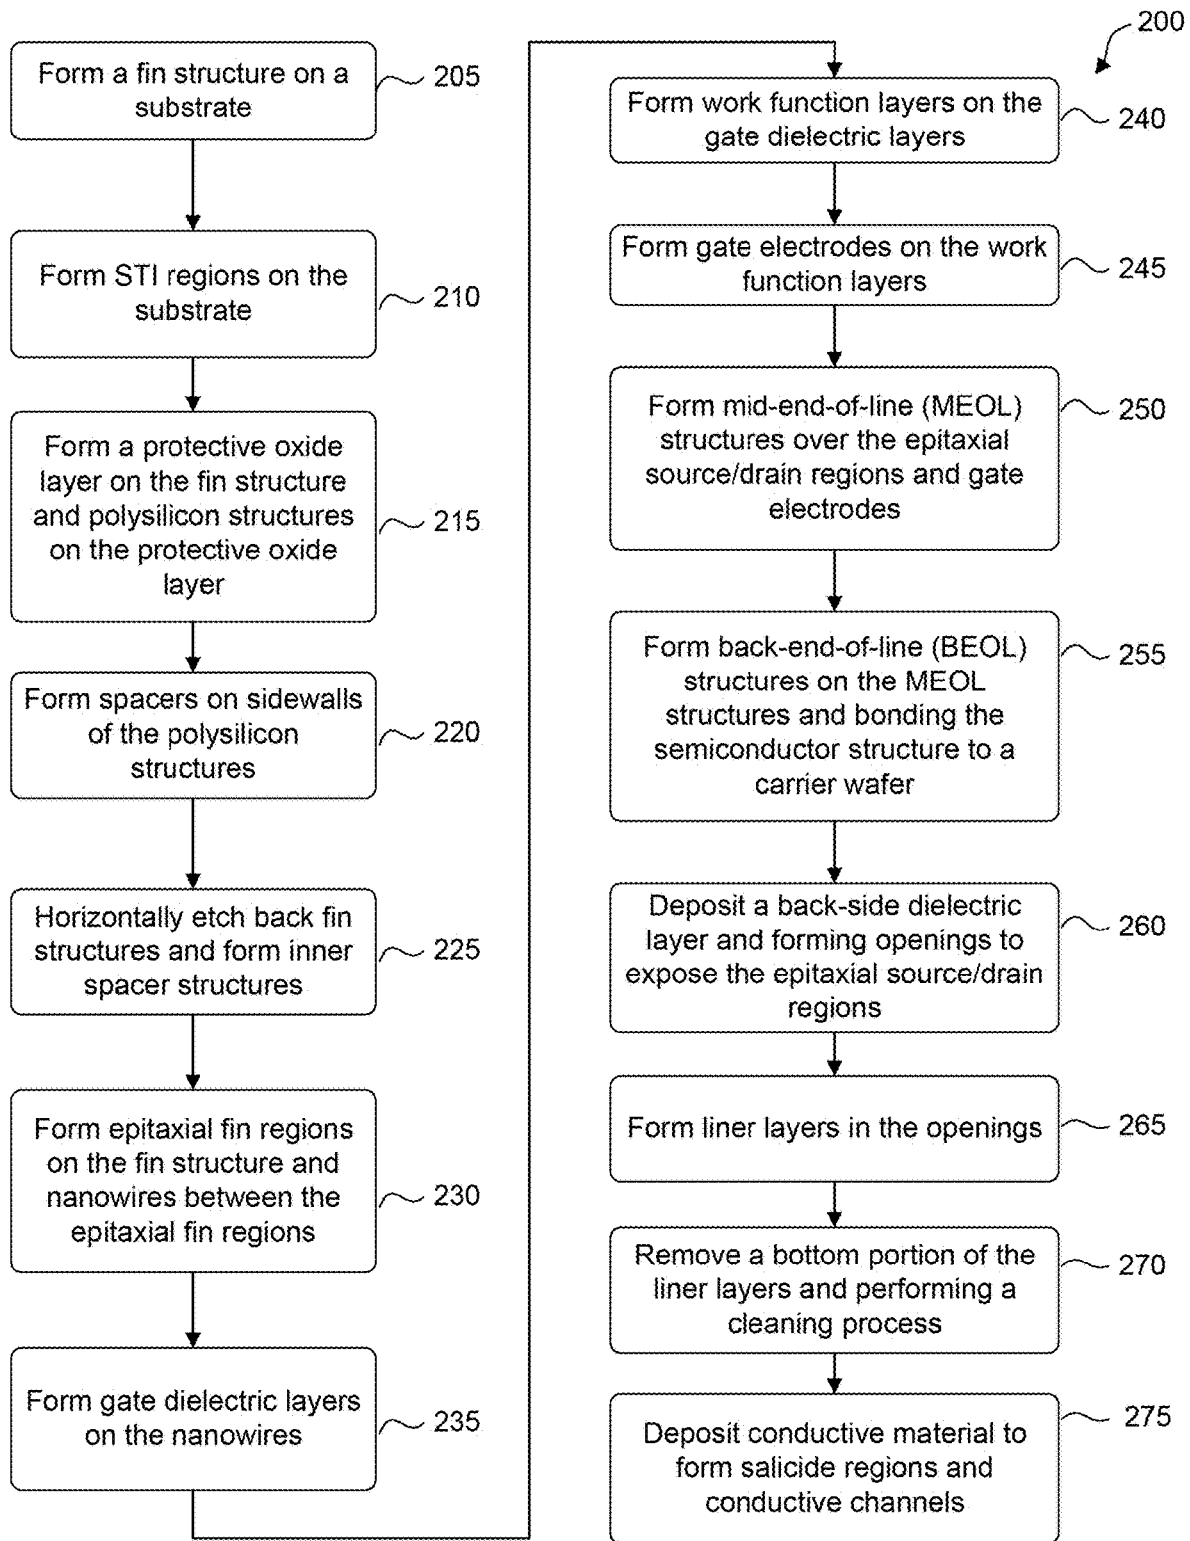 200
Form a fin structure on a
substrate
205
Form STI regions on the
substrate
210
Form a protective oxide
layer on the fin structure
and polysilicon structures
on the protective oxide
layer
215
Form spacers on sidewalls
of the polysilicon
structures
220
Horizontally etch back fin
structures and form inner
spacer structures
225
Form epitaxial fin regions
on the fin structure and
nanowires between the
epitaxial fin regions
230
Form gate dielectric layers
on the nanowires
235
Form work function layers on the
gate dielectric layers
240
Form gate electrodes on the work
function layers
245
Form mid-end-of-line (MEOL)
structures over the epitaxial
source/drain regions and gate
electrodes
250
Form back-end-of-line (BEOL)
structures on the MEOL
structures and bonding the
semiconductor structure to a
carrier wafer
255
Deposit a back-side dielectric
layer and forming openings to
expose the epitaxial source/drain
regions
260
Form liner layers in the openings
265
Remove a bottom portion of the
liner layers and performing a
cleaning process
270
Deposit conductive material to
form salicide regions and
conductive channels
275